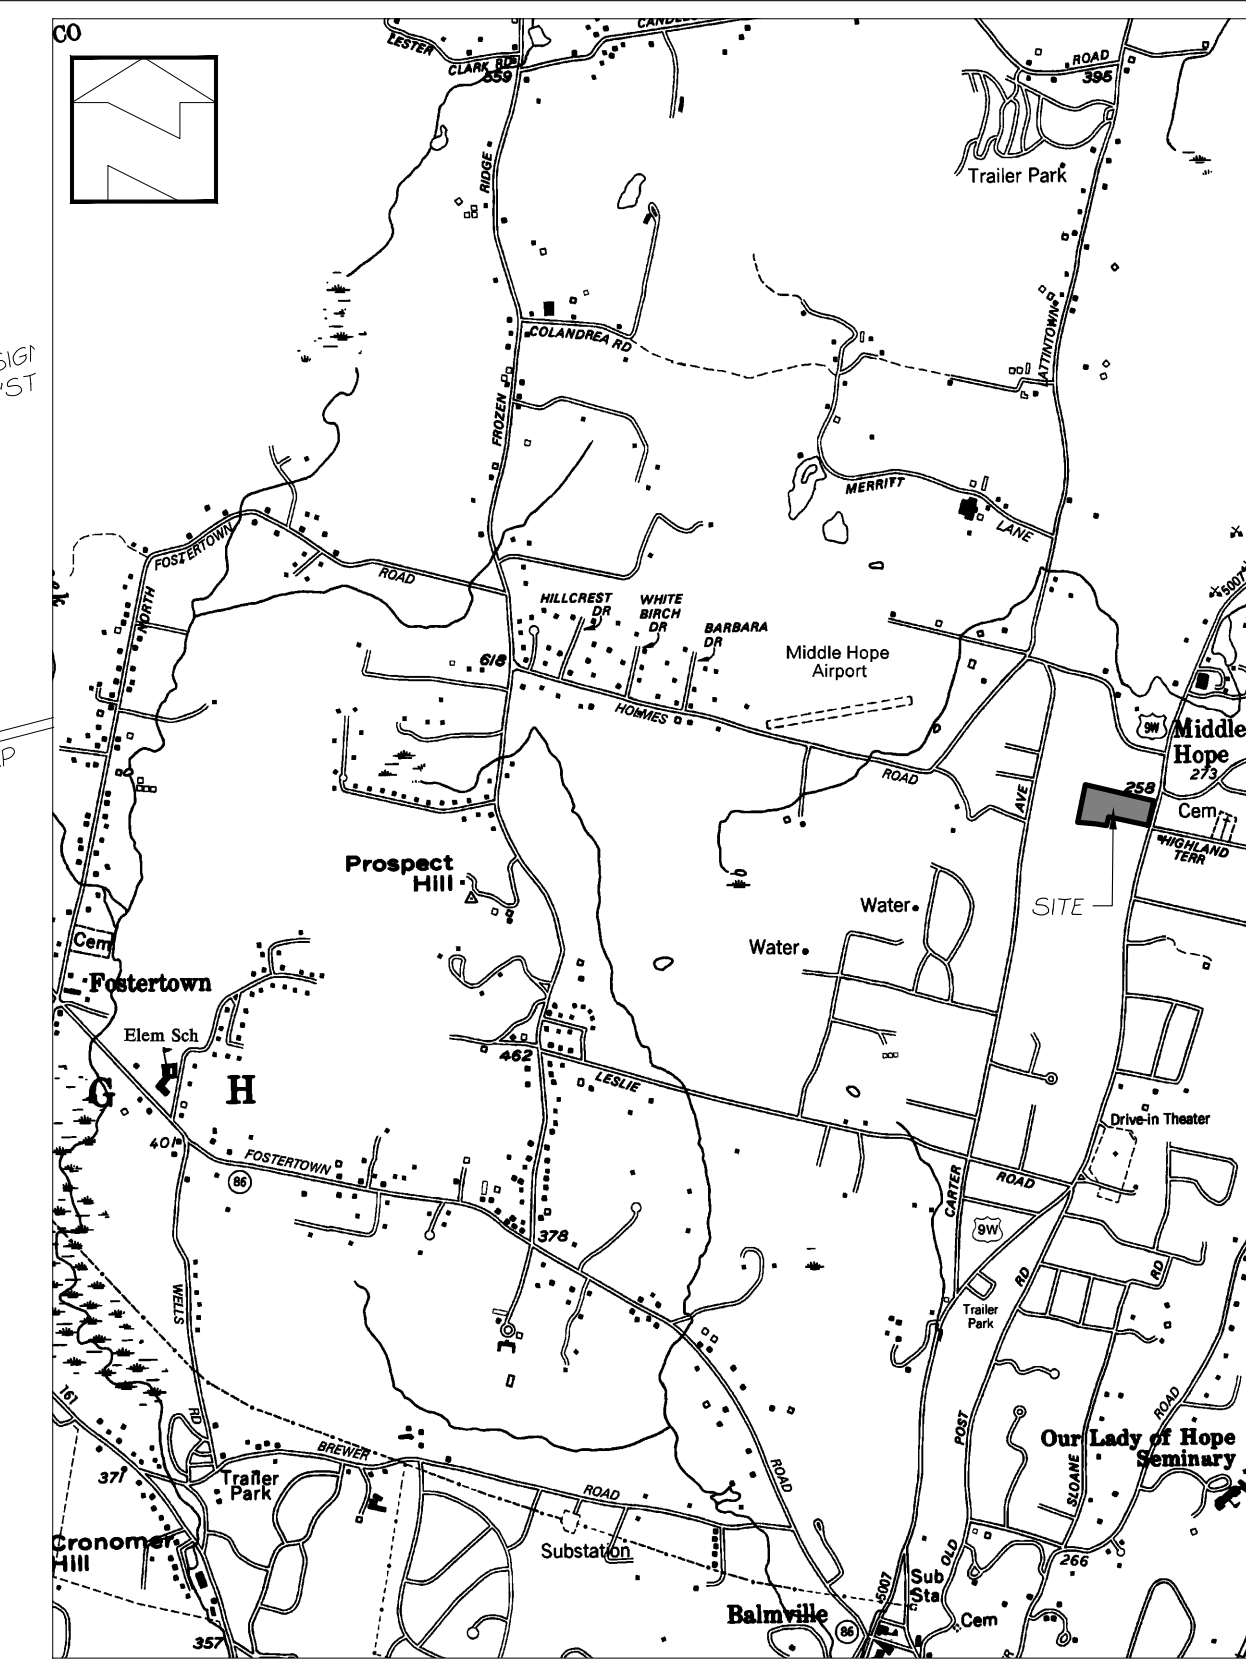 CO
LESTER
CLARK RD
559
ROAD
395
Trailer Park
RIDGE
SIGN
'ST
COLANDREA RD
LATTINTOWN
FROZEN
MERRITT
LANE
FOSTERTOWN
ROAD
NORTH
HILLCREST
DR
WHITE
BIRCH
DR
BARBARA
DR
618
Middle Hope
Airport
5007
HOLMES
ROAD
AVE
9W
Middle
Hope
273
258
Cem
HIGHLAND
TERR
SITE
Prospect
Hill
Water
Water
Cem
Fostertown
Elem Sch
G H
462
LESLIE
401
FOSTERTOWN
86
378
Drive-in Theater
CARTER
ROAD
9W
RD
RD
Trailer
Park
WELLS
RD
161
371
BREWER
ROAD
Trailer
Park
Cronomer
Hill
Substation
ROAD
POST
SLOANE
ROAD
Our Lady of Hope
Seminary
OLD
266
5007
Sub
Sta
Cem
Balmville
86
357